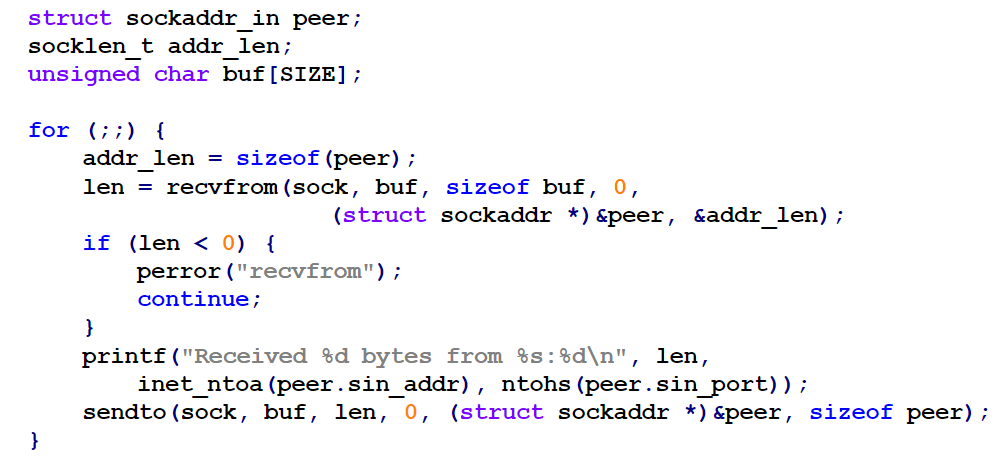 struct sockaddr_in peer;
socklen_t addr_len;
unsigned char buf[SIZE];

for (;;) {
    addr_len = sizeof(peer);
    len = recvfrom(sock, buf, sizeof buf, 0,
                      (struct sockaddr *)&peer, &addr_len);
    if (len < 0) {
        perror("recvfrom");
        continue;
    }
    printf("Received %d bytes from %s:%d\n", len,
        inet_ntoa(peer.sin_addr), ntohs(peer.sin_port));
    sendto(sock, buf, len, 0, (struct sockaddr *)&peer, sizeof peer);
}